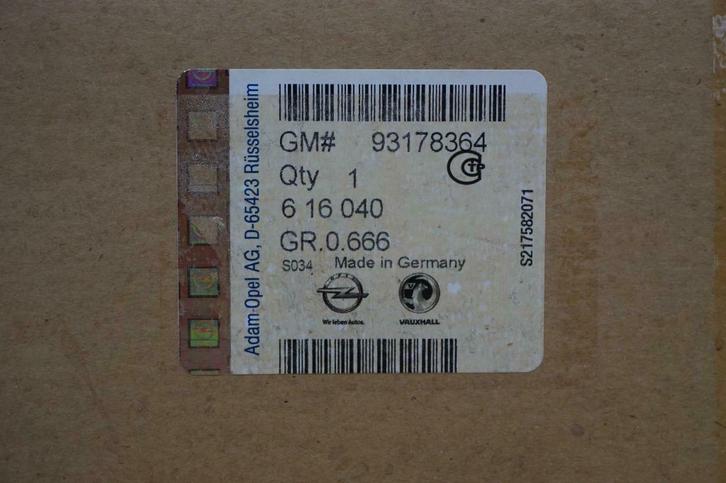 Adam Opel AG, D-65423 Rüsselsheim
GM# 93178364
Qty 1
6 16 040
GR.0.666
S034 Made in Germany
OPEL
Wir leben Autos.
VAUXHALL
S217582071